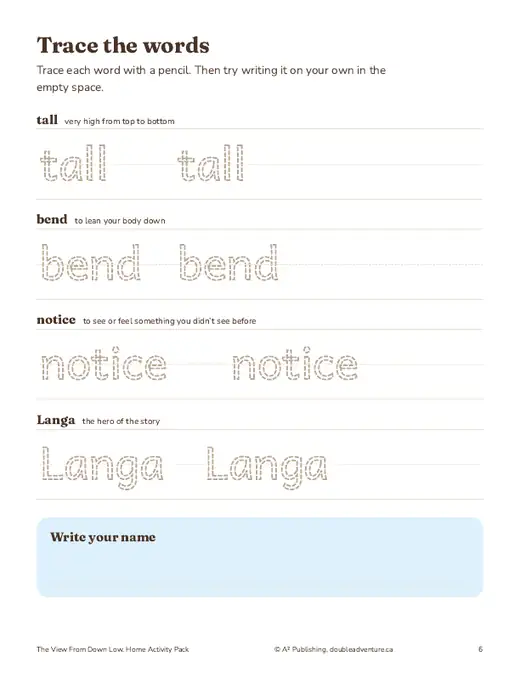 Trace the words
Trace each word with a pencil. Then try writing it on your own in the
empty space.
tall very high from top to bottom
tall tall
bend to lean your body down
bend bend
notice to see or feel something you didn't see before
notice notice
Langa the hero of the story
Langa Langa
Write your name
The View From Down Low. Home Activity Pack © A² Publishing, doubleadventure.ca 6